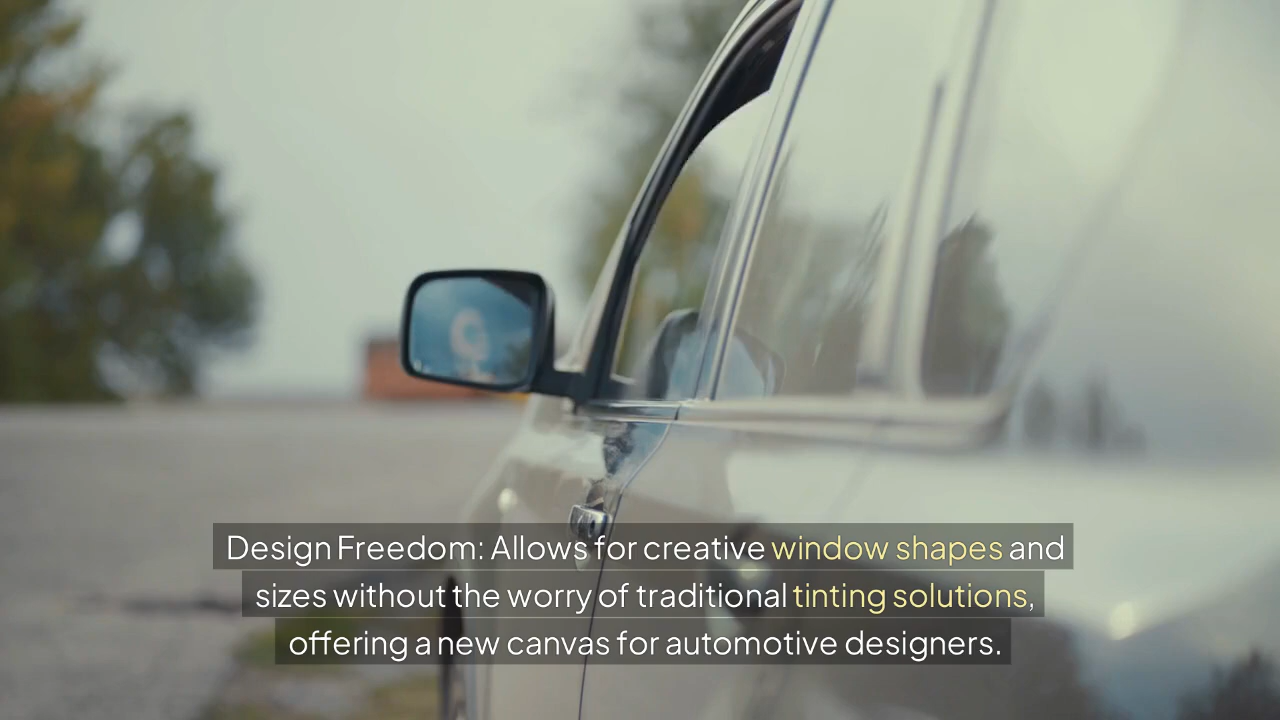 Design Freedom: Allows for creative window shapes and
sizes without the worry of traditional tinting solutions,
offering a new canvas for automotive designers.